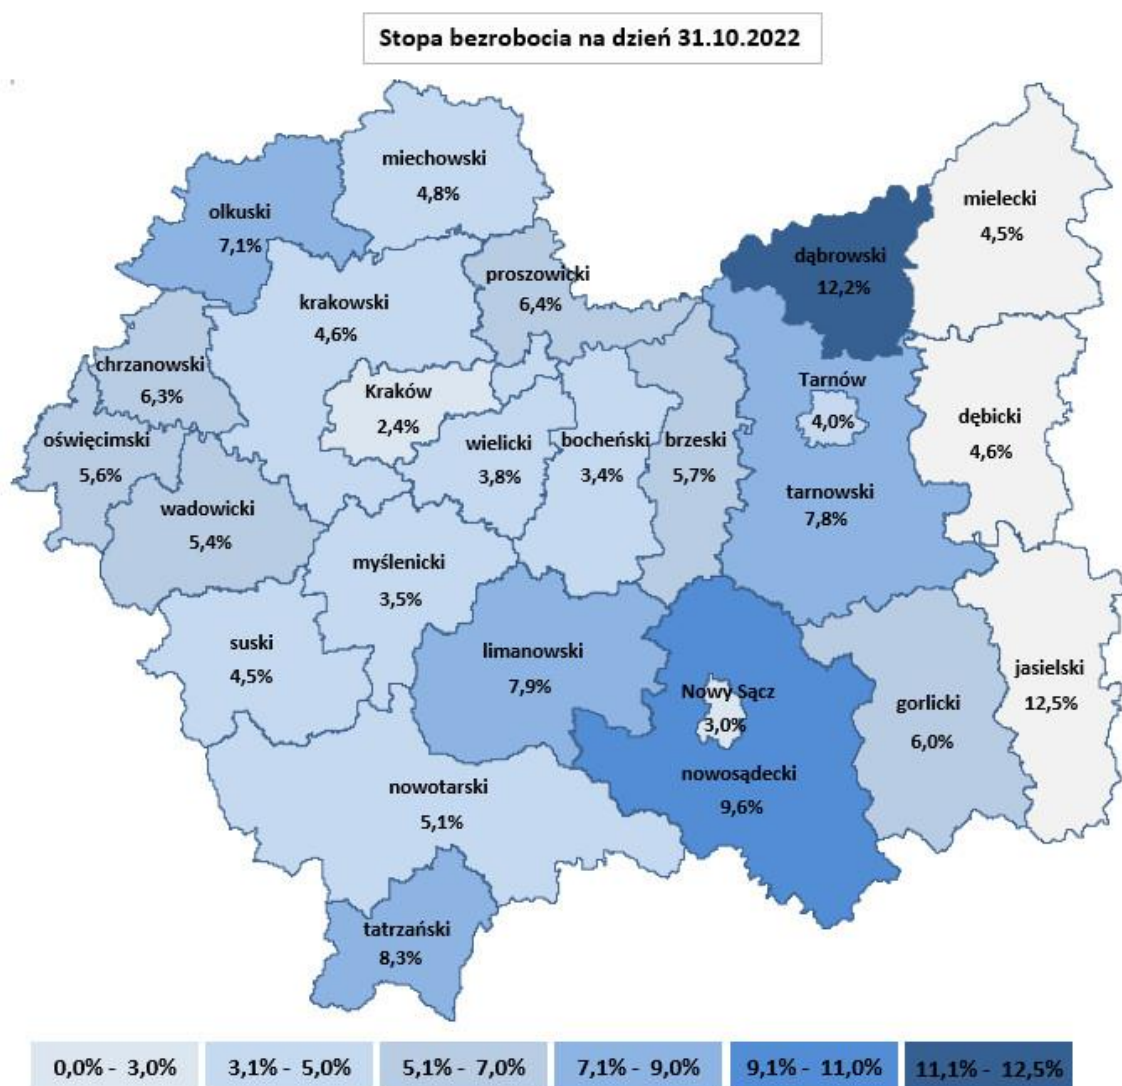 Stopa bezrobocia na dzień 31.10.2022
miechowski
4,8%
olkuski
7,1%
mielecki
4,5%
dąbrowski
12,2%
proszowicki
6,4%
krakowski
4,6%
chrzanowski
6,3%
Kraków
2,4%
Tarnów
4,0%
dębicki
4,6%
oświęcimski
5,6%
wielicki
3,8%
bocheński
3,4%
brzeski
5,7%
tarnowski
7,8%
wadowicki
5,4%
myślenicki
3,5%
suski
4,5%
limanowski
7,9%
Nowy Sącz
3,0%
jasielski
12,5%
gorlicki
6,0%
nowosądecki
9,6%
nowotarski
5,1%
tatrzański
8,3%
0,0% - 3,0% 3,1% - 5,0% 5,1% - 7,0% 7,1% - 9,0% 9,1% - 11,0% 11,1% - 12,5%